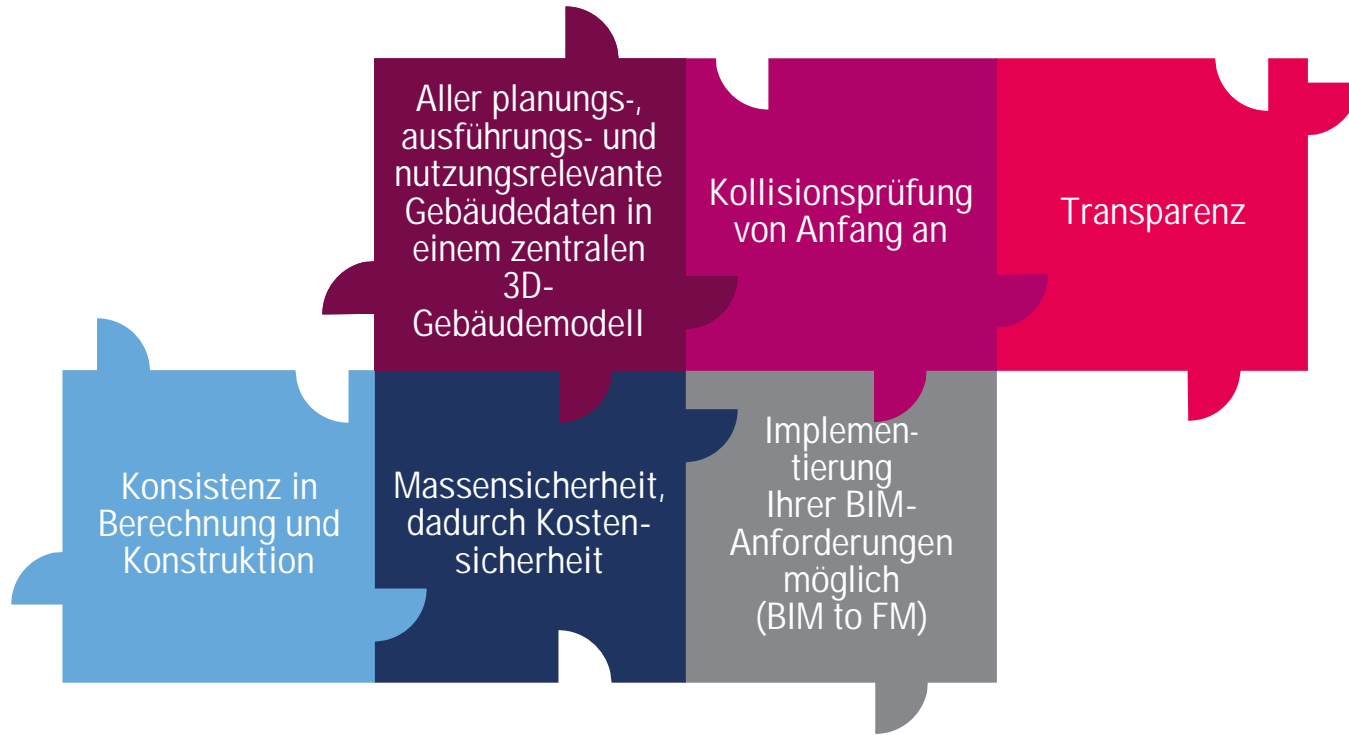 Aller planungs-,
ausführungs- und
nutzungsrelevante
Gebäudedaten in
einem zentralen
3D-
Gebäudemodell
Kollisionsprüfung
von Anfang an
Transparenz
Konsistenz in
Berechnung und
Konstruktion
Massensicherheit,
dadurch Kosten-
sicherheit
Implemen-
tierung
Ihrer BIM-
Anforderungen
möglich
(BIM to FM)